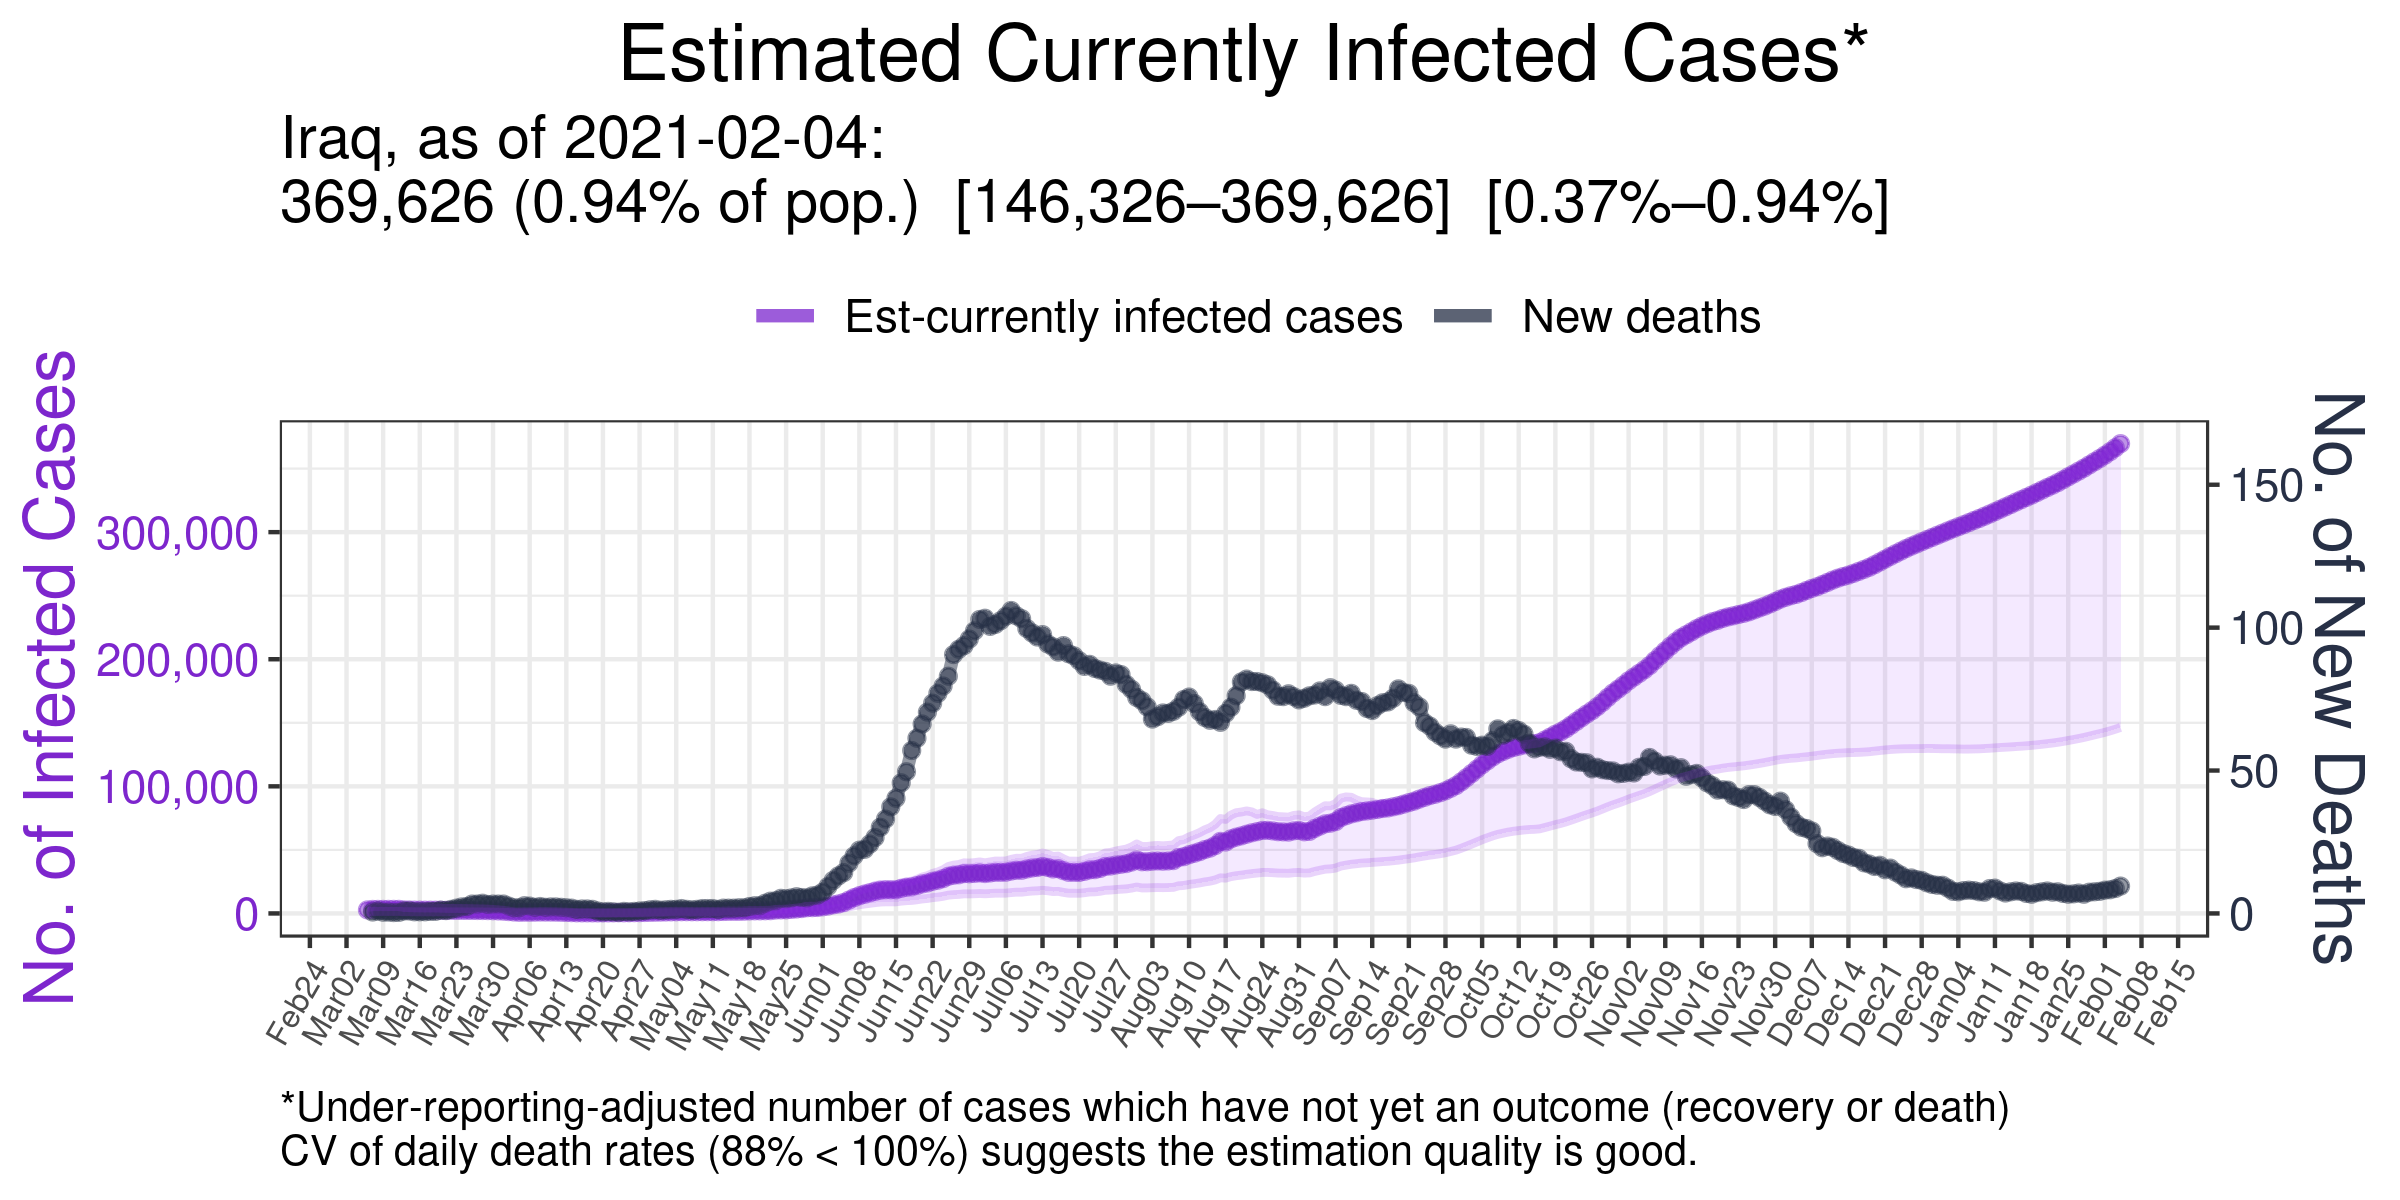 Estimated Currently Infected Cases*
Iraq, as of 2021-02-04:
369,626 (0.94% of pop.)  [146,326–369,626]  [0.37%–0.94%]
Est-currently infected cases
New deaths
No. of Infected Cases
300,000
200,000
100,000
0
150
100
50
0
No. of New Deaths
Feb24
Mar02
Mar09
Mar16
Mar23
Mar30
Apr06
Apr13
Apr20
Apr27
May04
May11
May18
May25
Jun01
Jun08
Jun15
Jun22
Jun29
Jul06
Jul13
Jul20
Jul27
Aug03
Aug10
Aug17
Aug24
Aug31
Sep07
Sep14
Sep21
Sep28
Oct05
Oct12
Oct19
Oct26
Nov02
Nov09
Nov16
Nov23
Nov30
Dec07
Dec14
Dec21
Dec28
Jan04
Jan11
Jan18
Jan25
Feb01
Feb08
Feb15
*Under-reporting-adjusted number of cases which have not yet an outcome (recovery or death)
CV of daily death rates (88% < 100%) suggests the estimation quality is good.